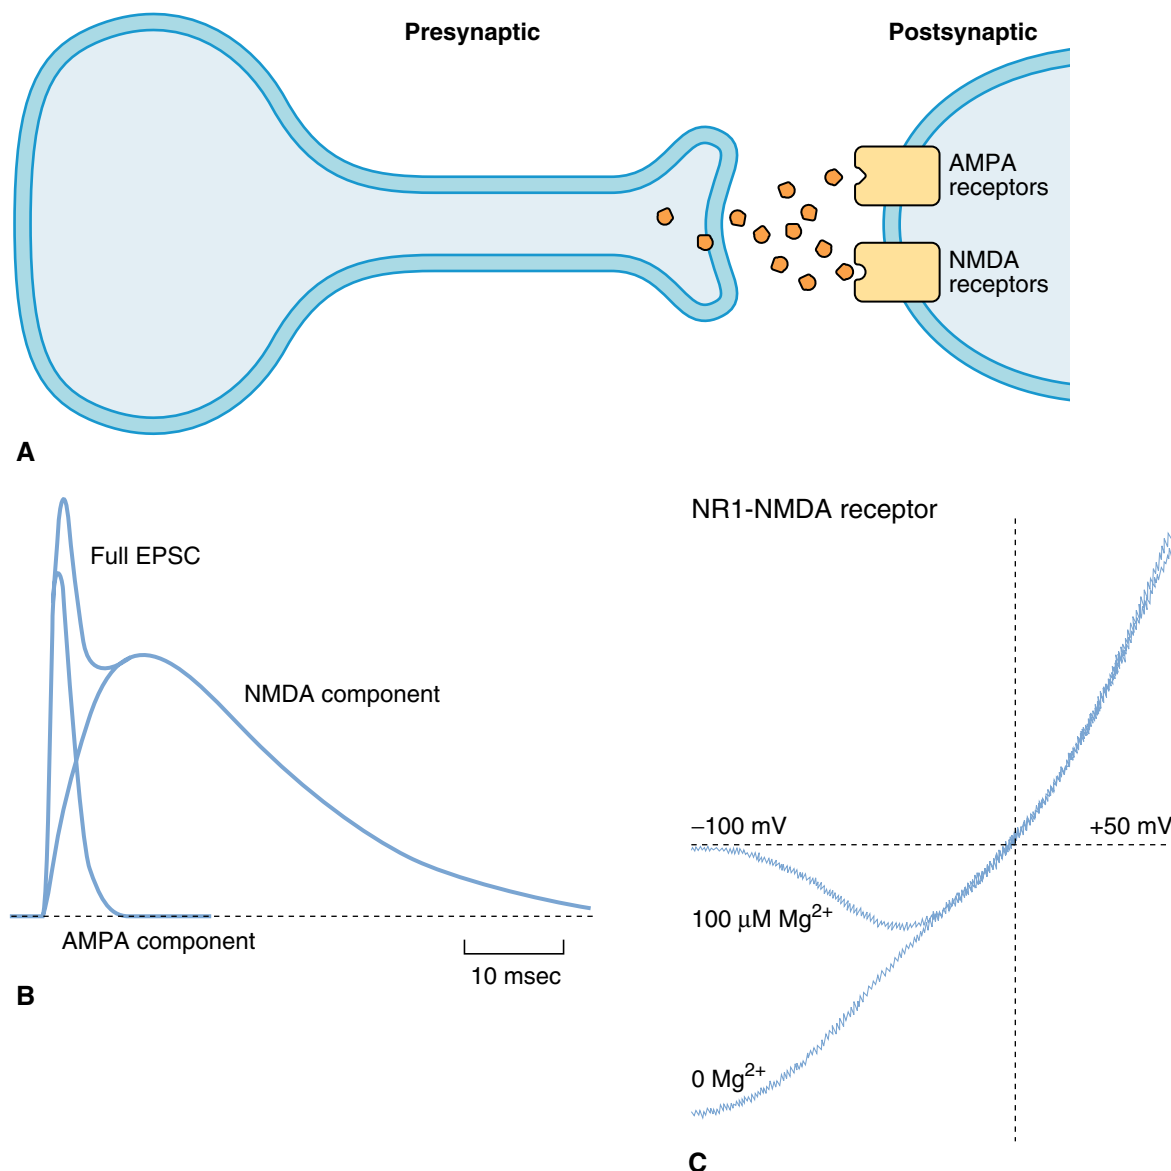 Presynaptic
Postsynaptic
AMPA
receptors
NMDA
receptors
A
Full EPSC
NMDA component
AMPA component
10 msec
B
NR1-NMDA receptor
–100 mV
+50 mV
100 μM Mg²⁺
0 Mg²⁺
C